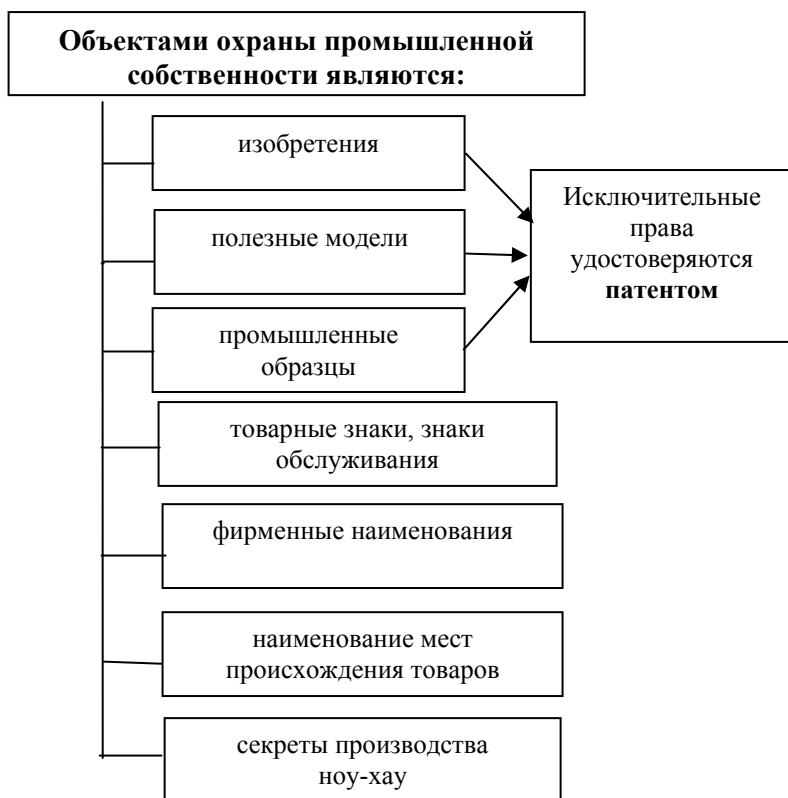 Объектами охраны промышленной
собственности являются:
изобретения
полезные модели
промышленные
образцы
товарные знаки, знаки
обслуживания
фирменные наименования
наименование мест
происхождения товаров
секреты производства
ноу-хау
Исключительные
права
удостоверяются
патентом